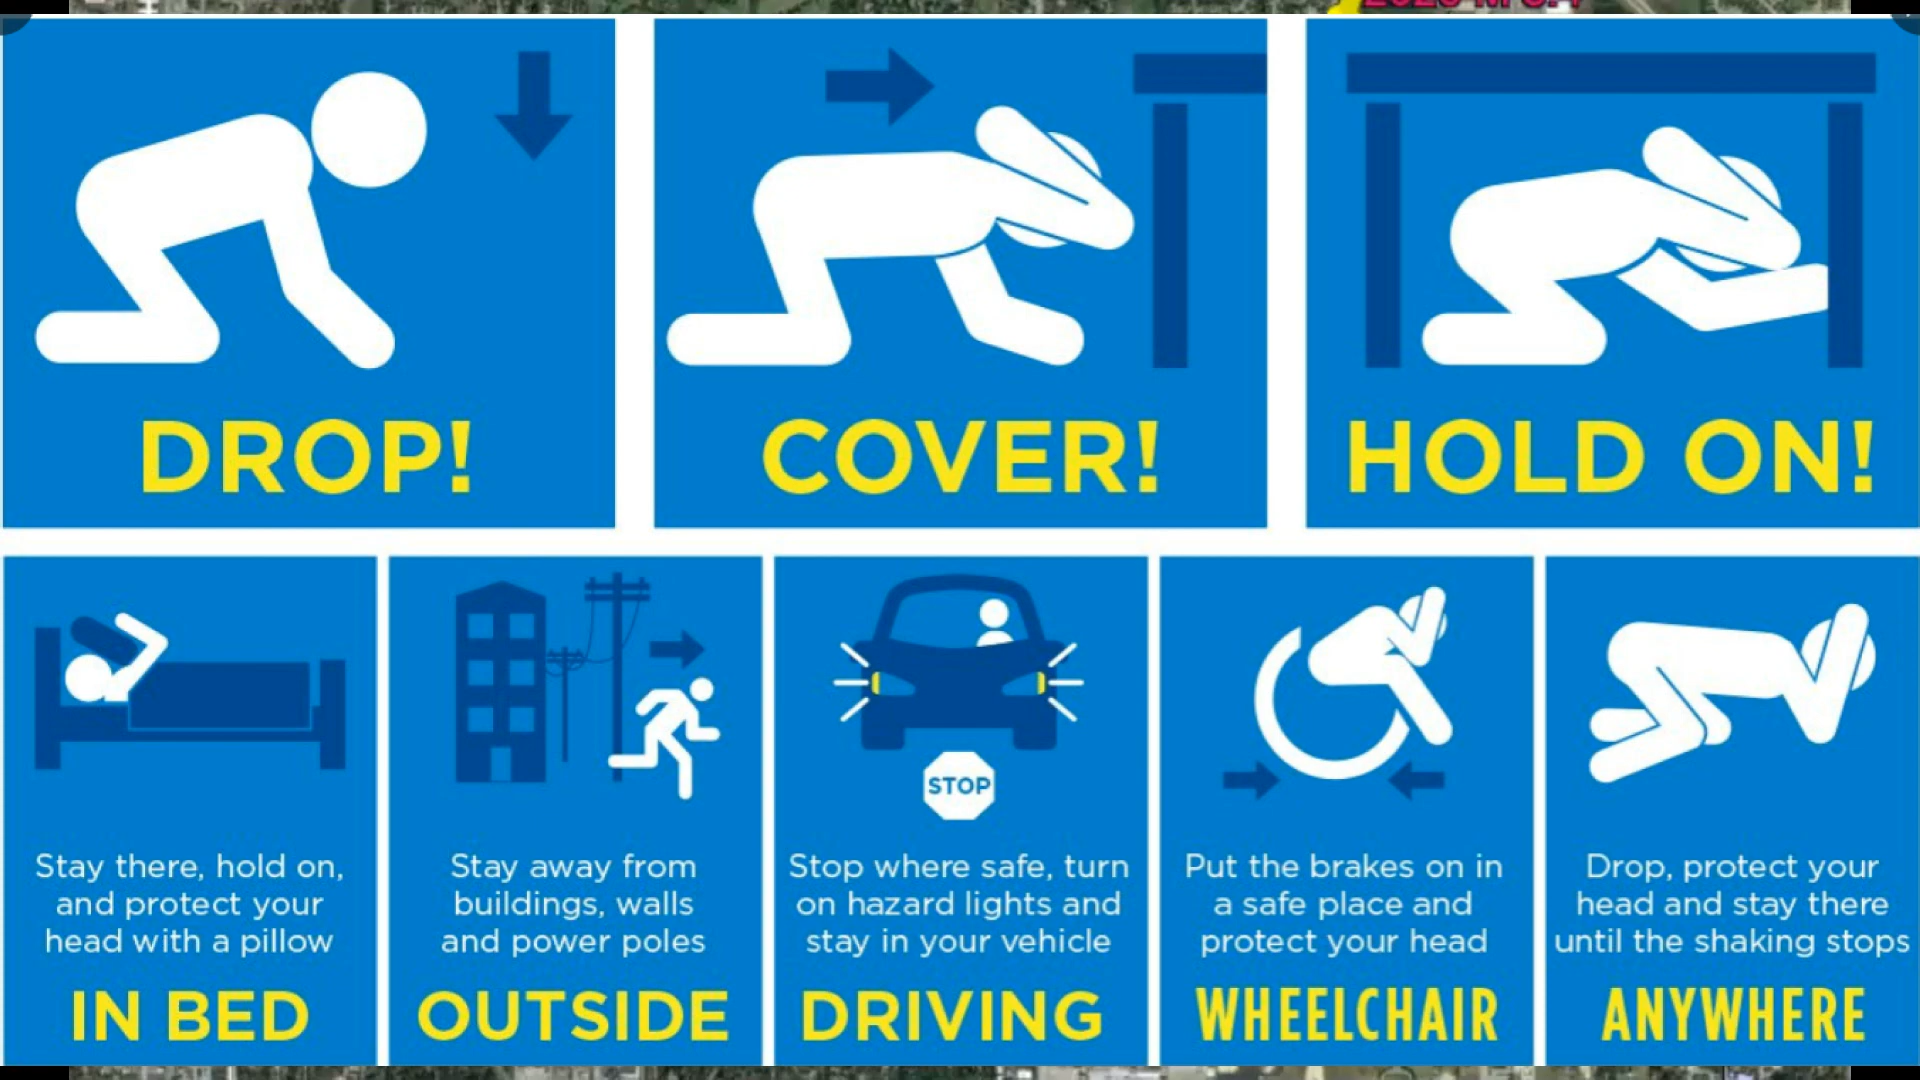 DROP!
COVER!
HOLD ON!
Stay there, hold on,
and protect your
head with a pillow
IN BED
Stay away from
buildings, walls
and power poles
OUTSIDE
STOP
Stop where safe, turn
on hazard lights and
stay in your vehicle
DRIVING
Put the brakes on in
a safe place and
protect your head
WHEELCHAIR
Drop, protect your
head and stay there
until the shaking stops
ANYWHERE